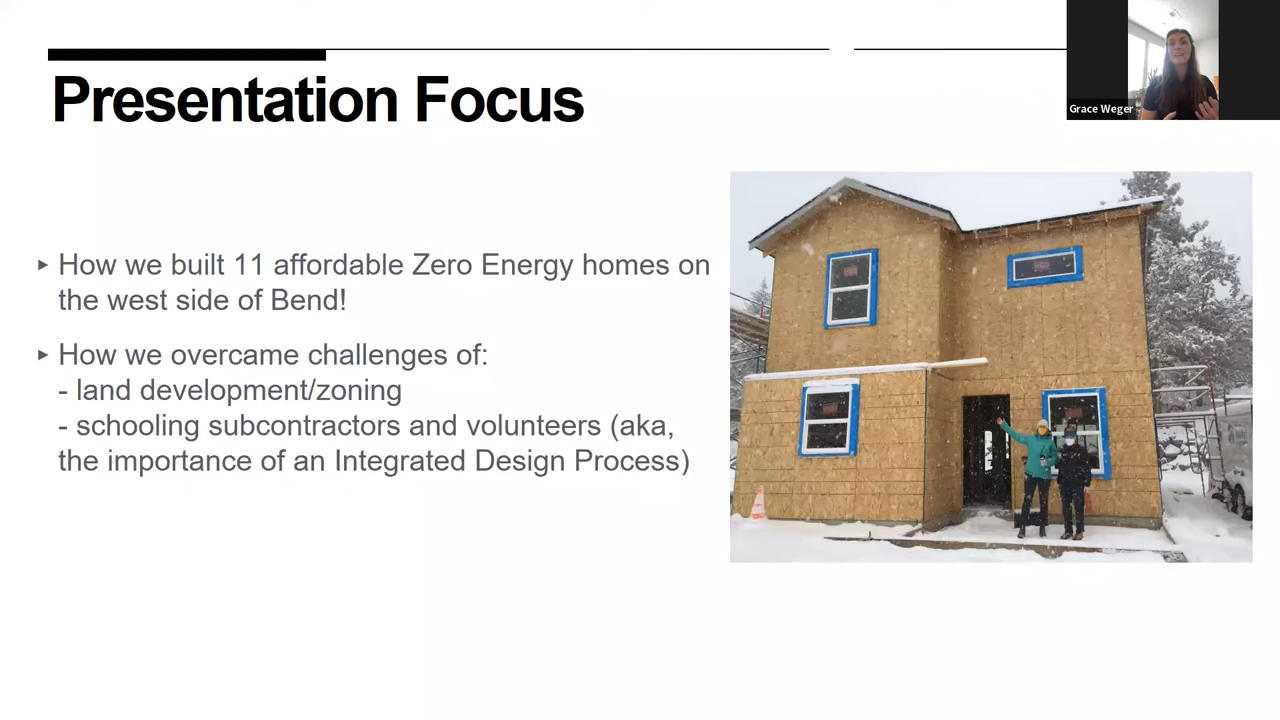 Presentation Focus
Grace Weger
▸ How we built 11 affordable Zero Energy homes on
the west side of Bend!
▸ How we overcame challenges of:
- land development/zoning
- schooling subcontractors and volunteers (aka,
the importance of an Integrated Design Process)